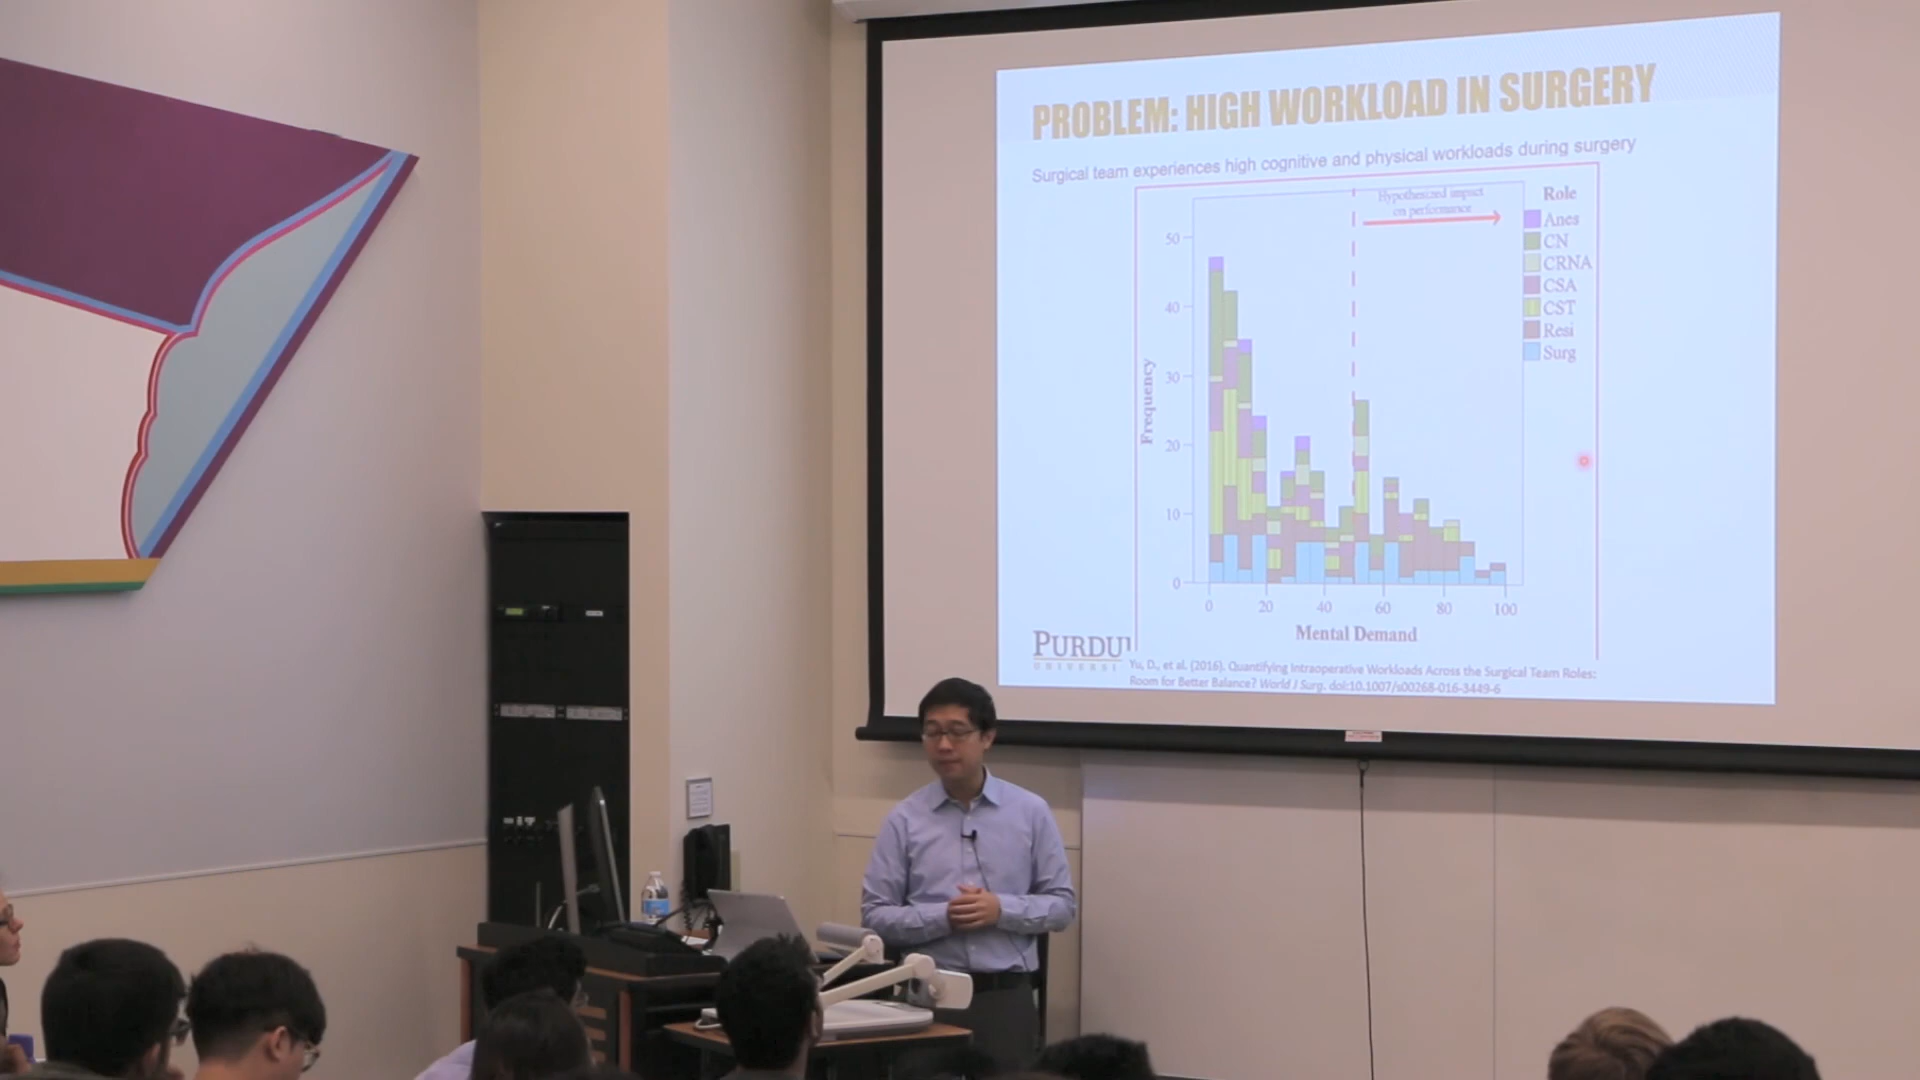 PROBLEM: HIGH WORKLOAD IN SURGERY
Surgical team experiences high cognitive and physical workloads during surgery
Hypothesized impact
on performance
Role
Anes
CN
CRNA
CSA
CST
Resi
Surg
Frequency
50
40
30
20
10
0
0 20 40 60 80 100
Mental Demand
PURDU
UNIVERSI
Yu, D., et al. (2016). Quantifying Intraoperative Workloads Across the Surgical Team Roles:
Room for Better Balance? World J Surg. doi:10.1007/s00268-016-3449-6